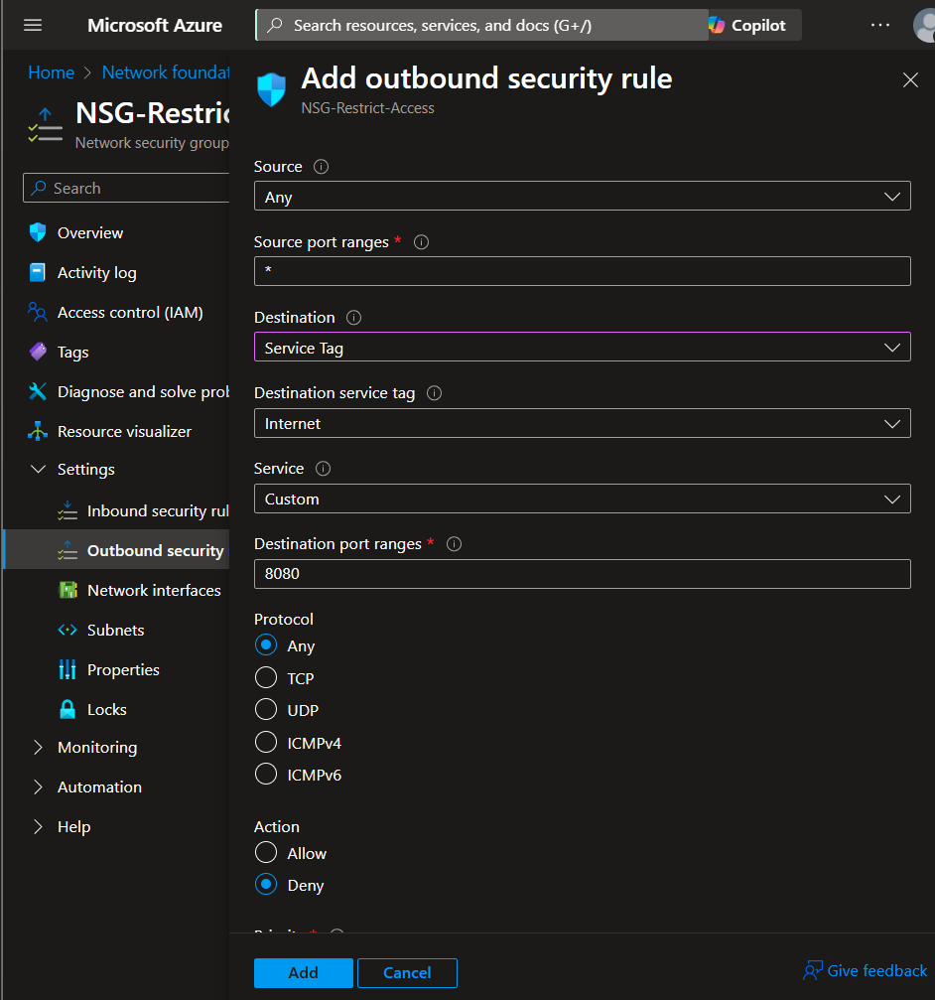 Microsoft Azure
Search resources, services, and docs (G+/)
Copilot
Home > Network foundat
NSG-Restric
Network security group
Search
Overview
Activity log
Access control (IAM)
Tags
Diagnose and solve prob
Resource visualizer
Settings
Inbound security rul
Outbound security
Network interfaces
Subnets
Properties
Locks
Monitoring
Automation
Help
Add outbound security rule
NSG-Restrict-Access
Source
Any
Source port ranges *
*
Destination
Service Tag
Destination service tag
Internet
Service
Custom
Destination port ranges *
8080
Protocol
Any
TCP
UDP
ICMPv4
ICMPv6
Action
Allow
Deny
Priority *
Add
Cancel
Give feedback